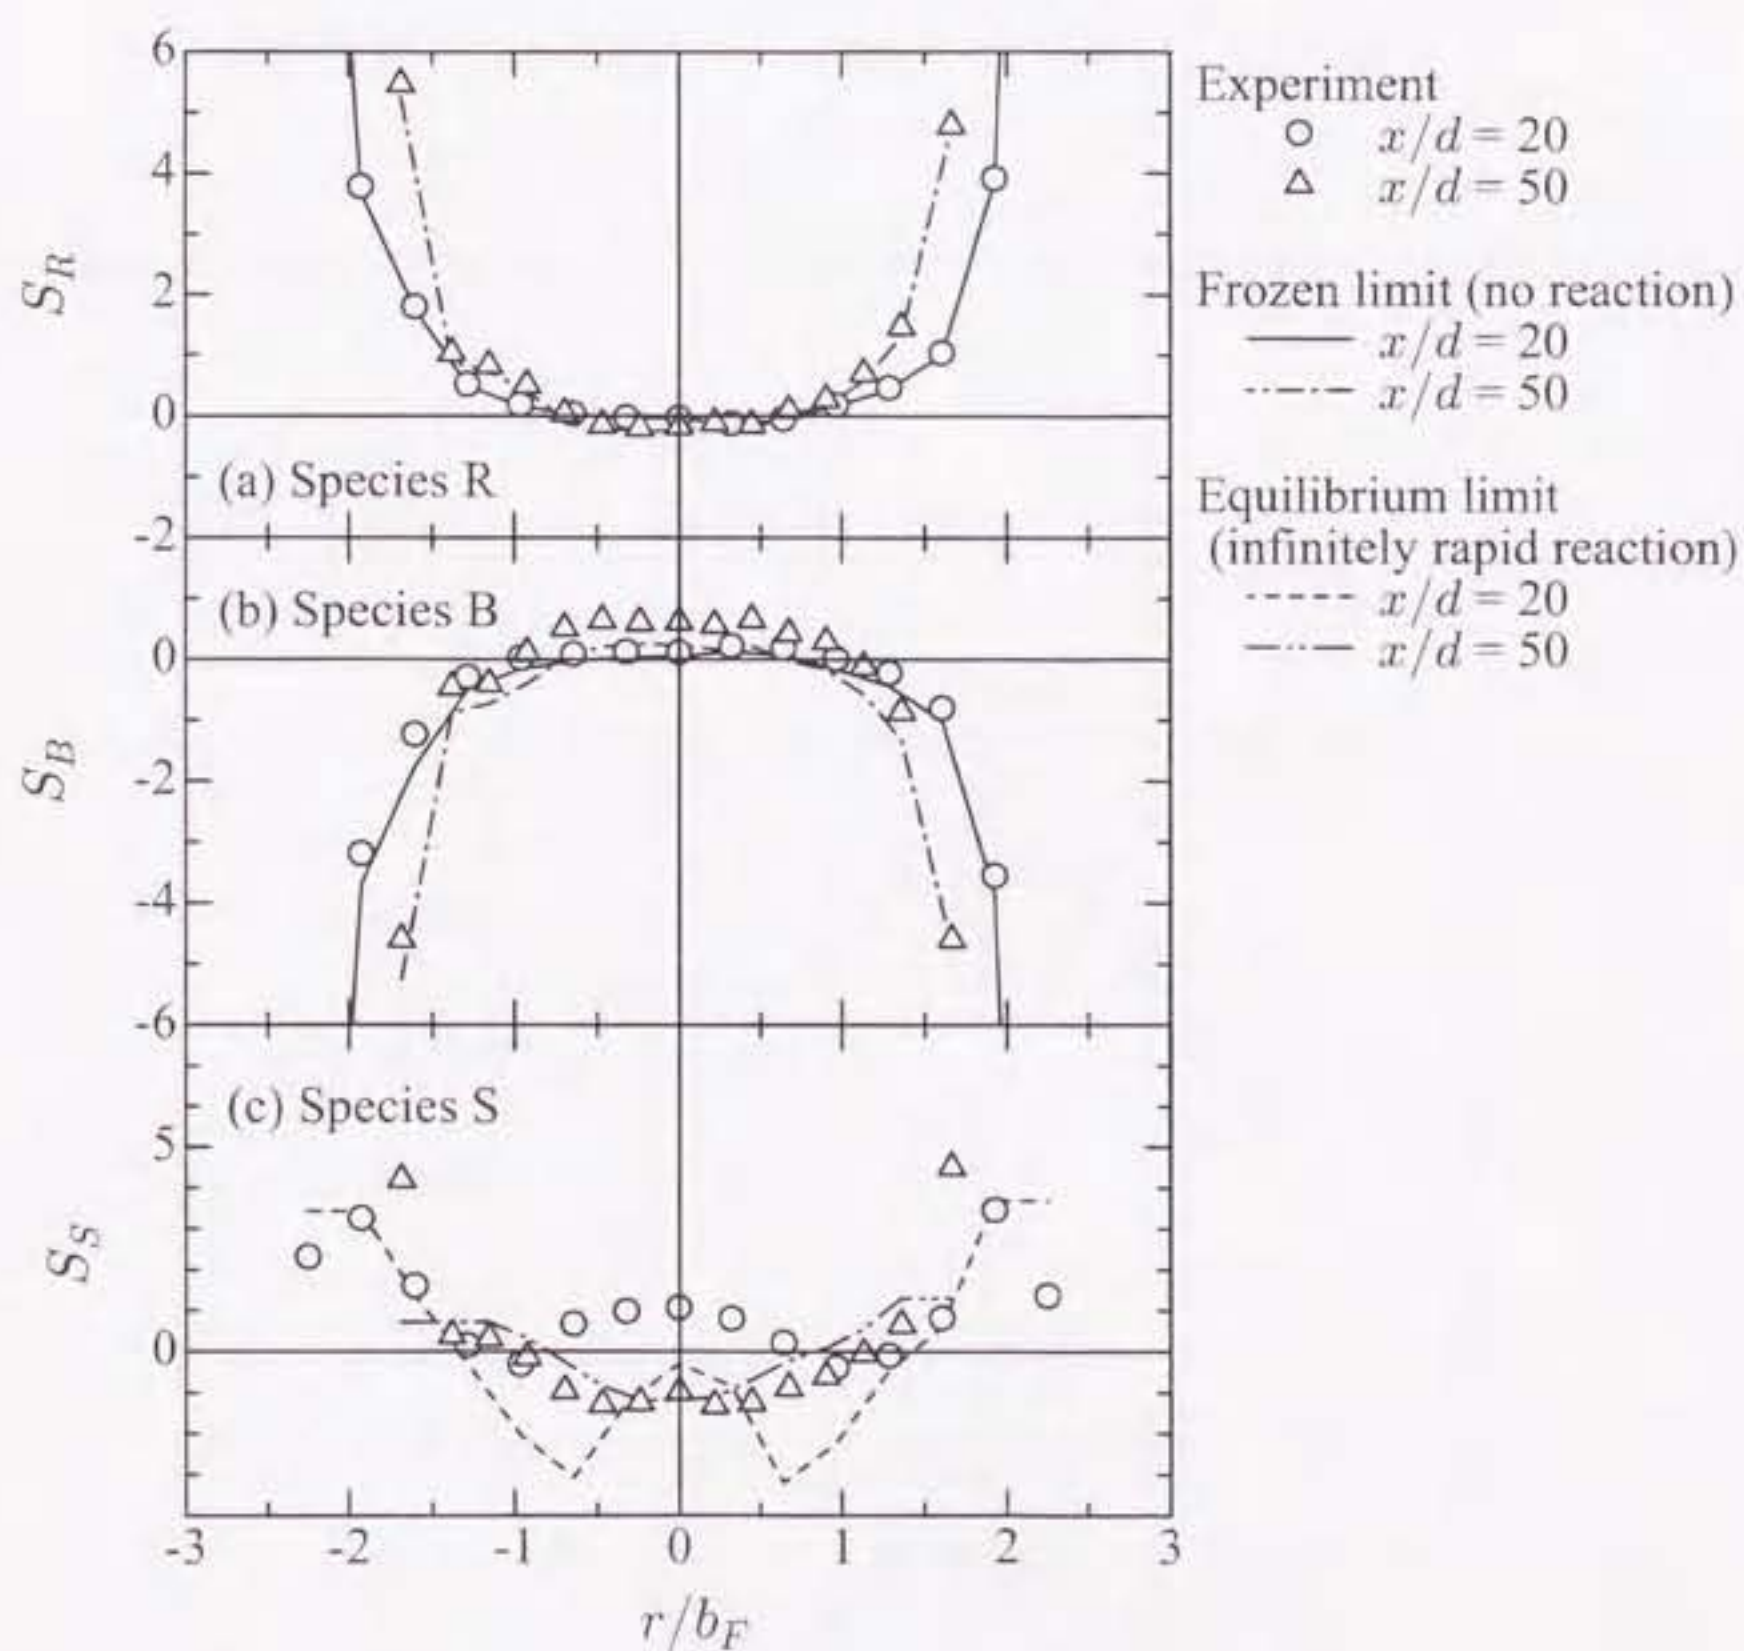 6
4
2
0
-2
S_R
(a) Species R
0
-2
-4
-6
S_B
(b) Species B
5
0
S_S
(c) Species S
-3 -2 -1 0 1 2 3
r/b_F
Experiment
○ x/d = 20
△ x/d = 50
Frozen limit (no reaction)
x/d = 20
x/d = 50
Equilibrium limit
(infinitely rapid reaction)
x/d = 20
x/d = 50